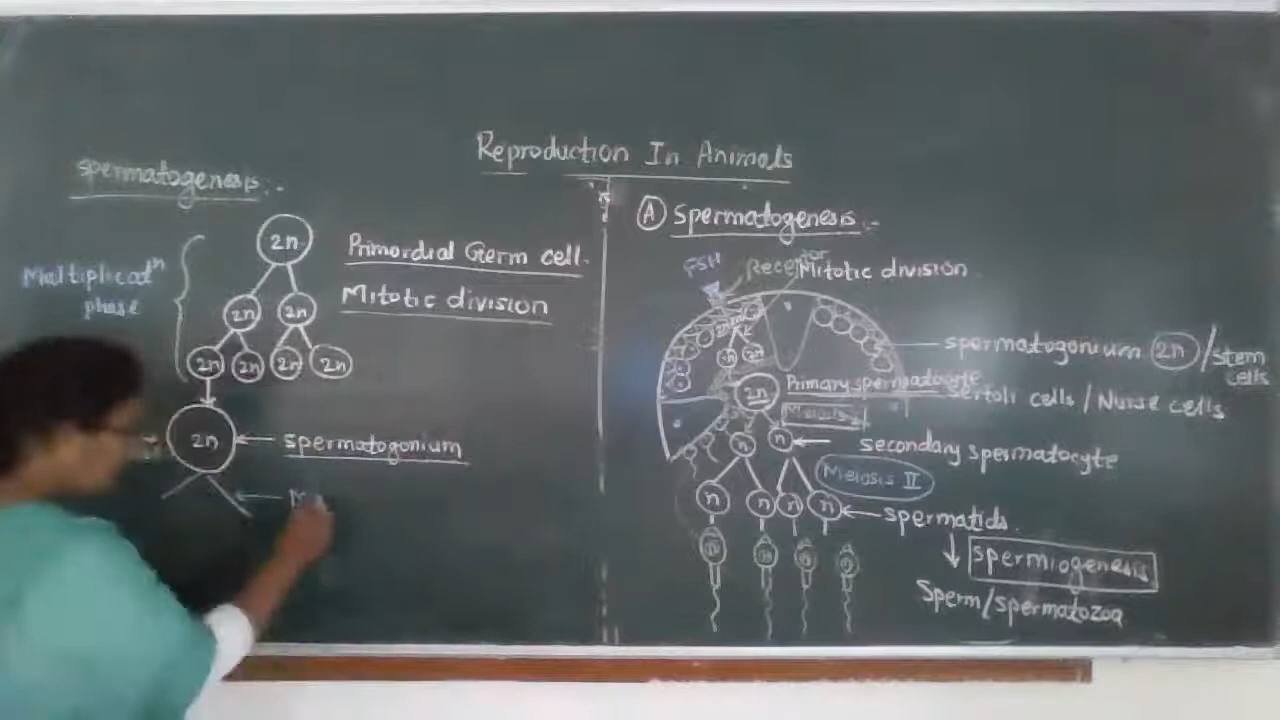 Reproduction In Animals
spermatogenesis:-
2n
Primordial Germ cell.
Multiplicatn
phase
Mitotic division
2n 2n
2n 2n 2n 2n
2n
spermatogonium
M
A Spermatogenesis:-
FSH
Receptor
Mitotic division
spermatogonium 2n / stem
cells
2n 2n
2n
Primary spermatocyte
Sertoli cells / Nurse cells
Meiosis I
n n
secondary spermatocyte
Meiosis II
n n n n
spermatids.
spermiogenesis
Sperm/spermatozoa